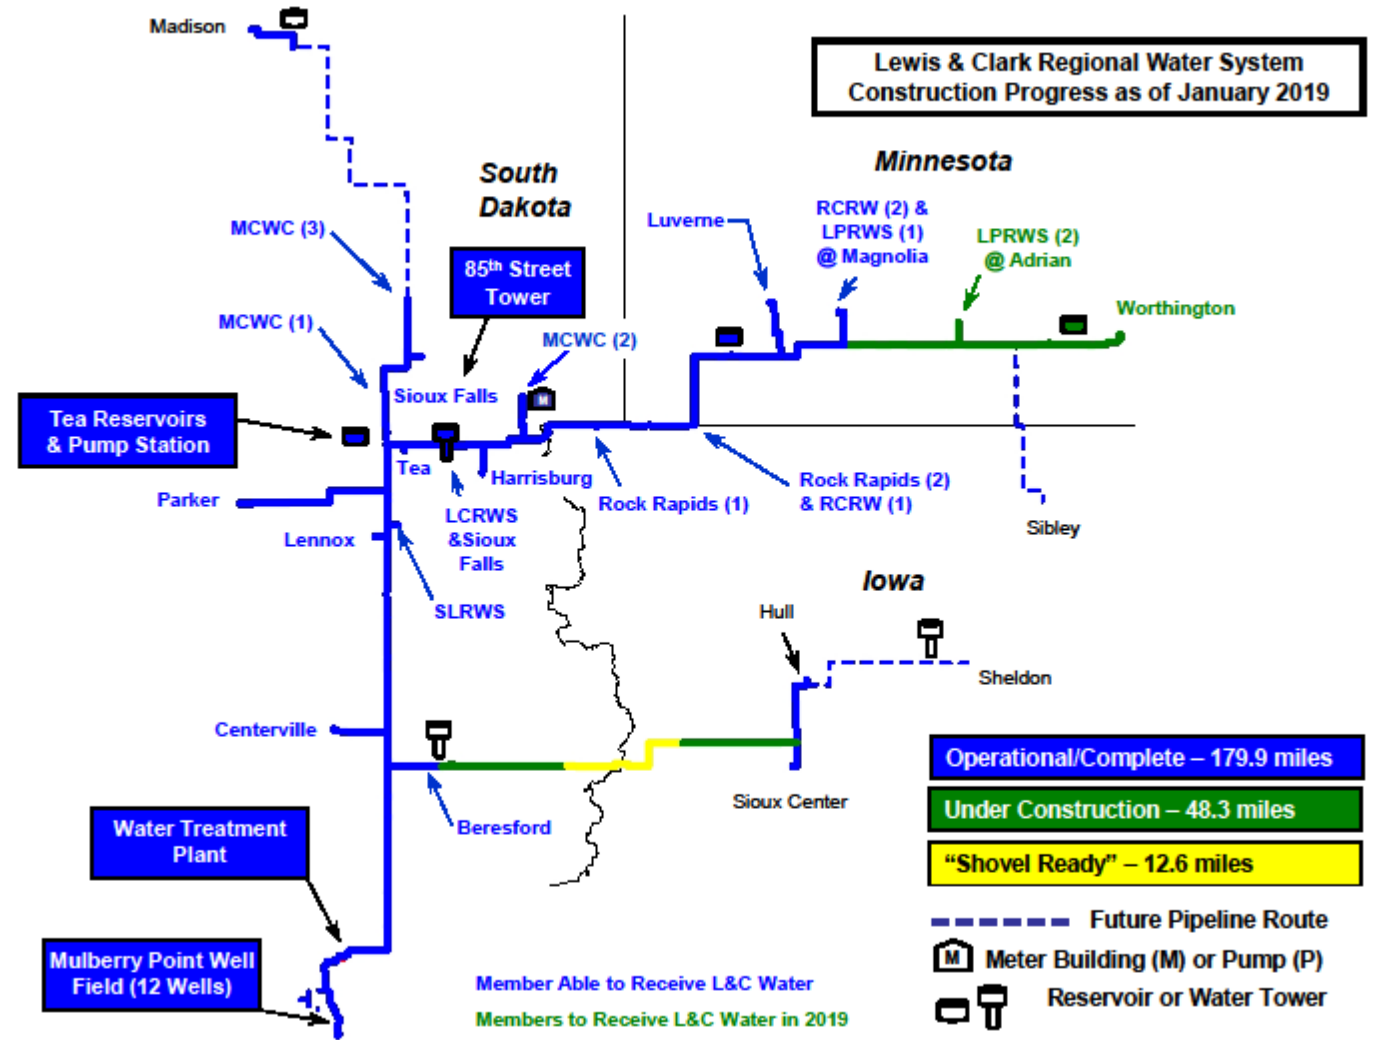 Madison
Lewis & Clark Regional Water System
Construction Progress as of January 2019
South
Dakota
Minnesota
MCWC (3)
Luverne
RCRW (2) &
LPRWS (1)
@ Magnolia
LPRWS (2)
@ Adrian
85th Street
Tower
MCWC (1)
MCWC (2)
Worthington
Sioux Falls
M
Tea Reservoirs
& Pump Station
Tea
Harrisburg
Rock Rapids (1)
Rock Rapids (2)
& RCRW (1)
Parker
LCRWS
&Sioux
Falls
Lennox
Sibley
SLRWS
Iowa
Hull
Sheldon
Centerville
Sioux Center
Beresford
Operational/Complete – 179.9 miles
Under Construction – 48.3 miles
“Shovel Ready” – 12.6 miles
Water Treatment
Plant
Mulberry Point Well
Field (12 Wells)
Future Pipeline Route
M
Meter Building (M) or Pump (P)
Reservoir or Water Tower
Member Able to Receive L&C Water
Members to Receive L&C Water in 2019